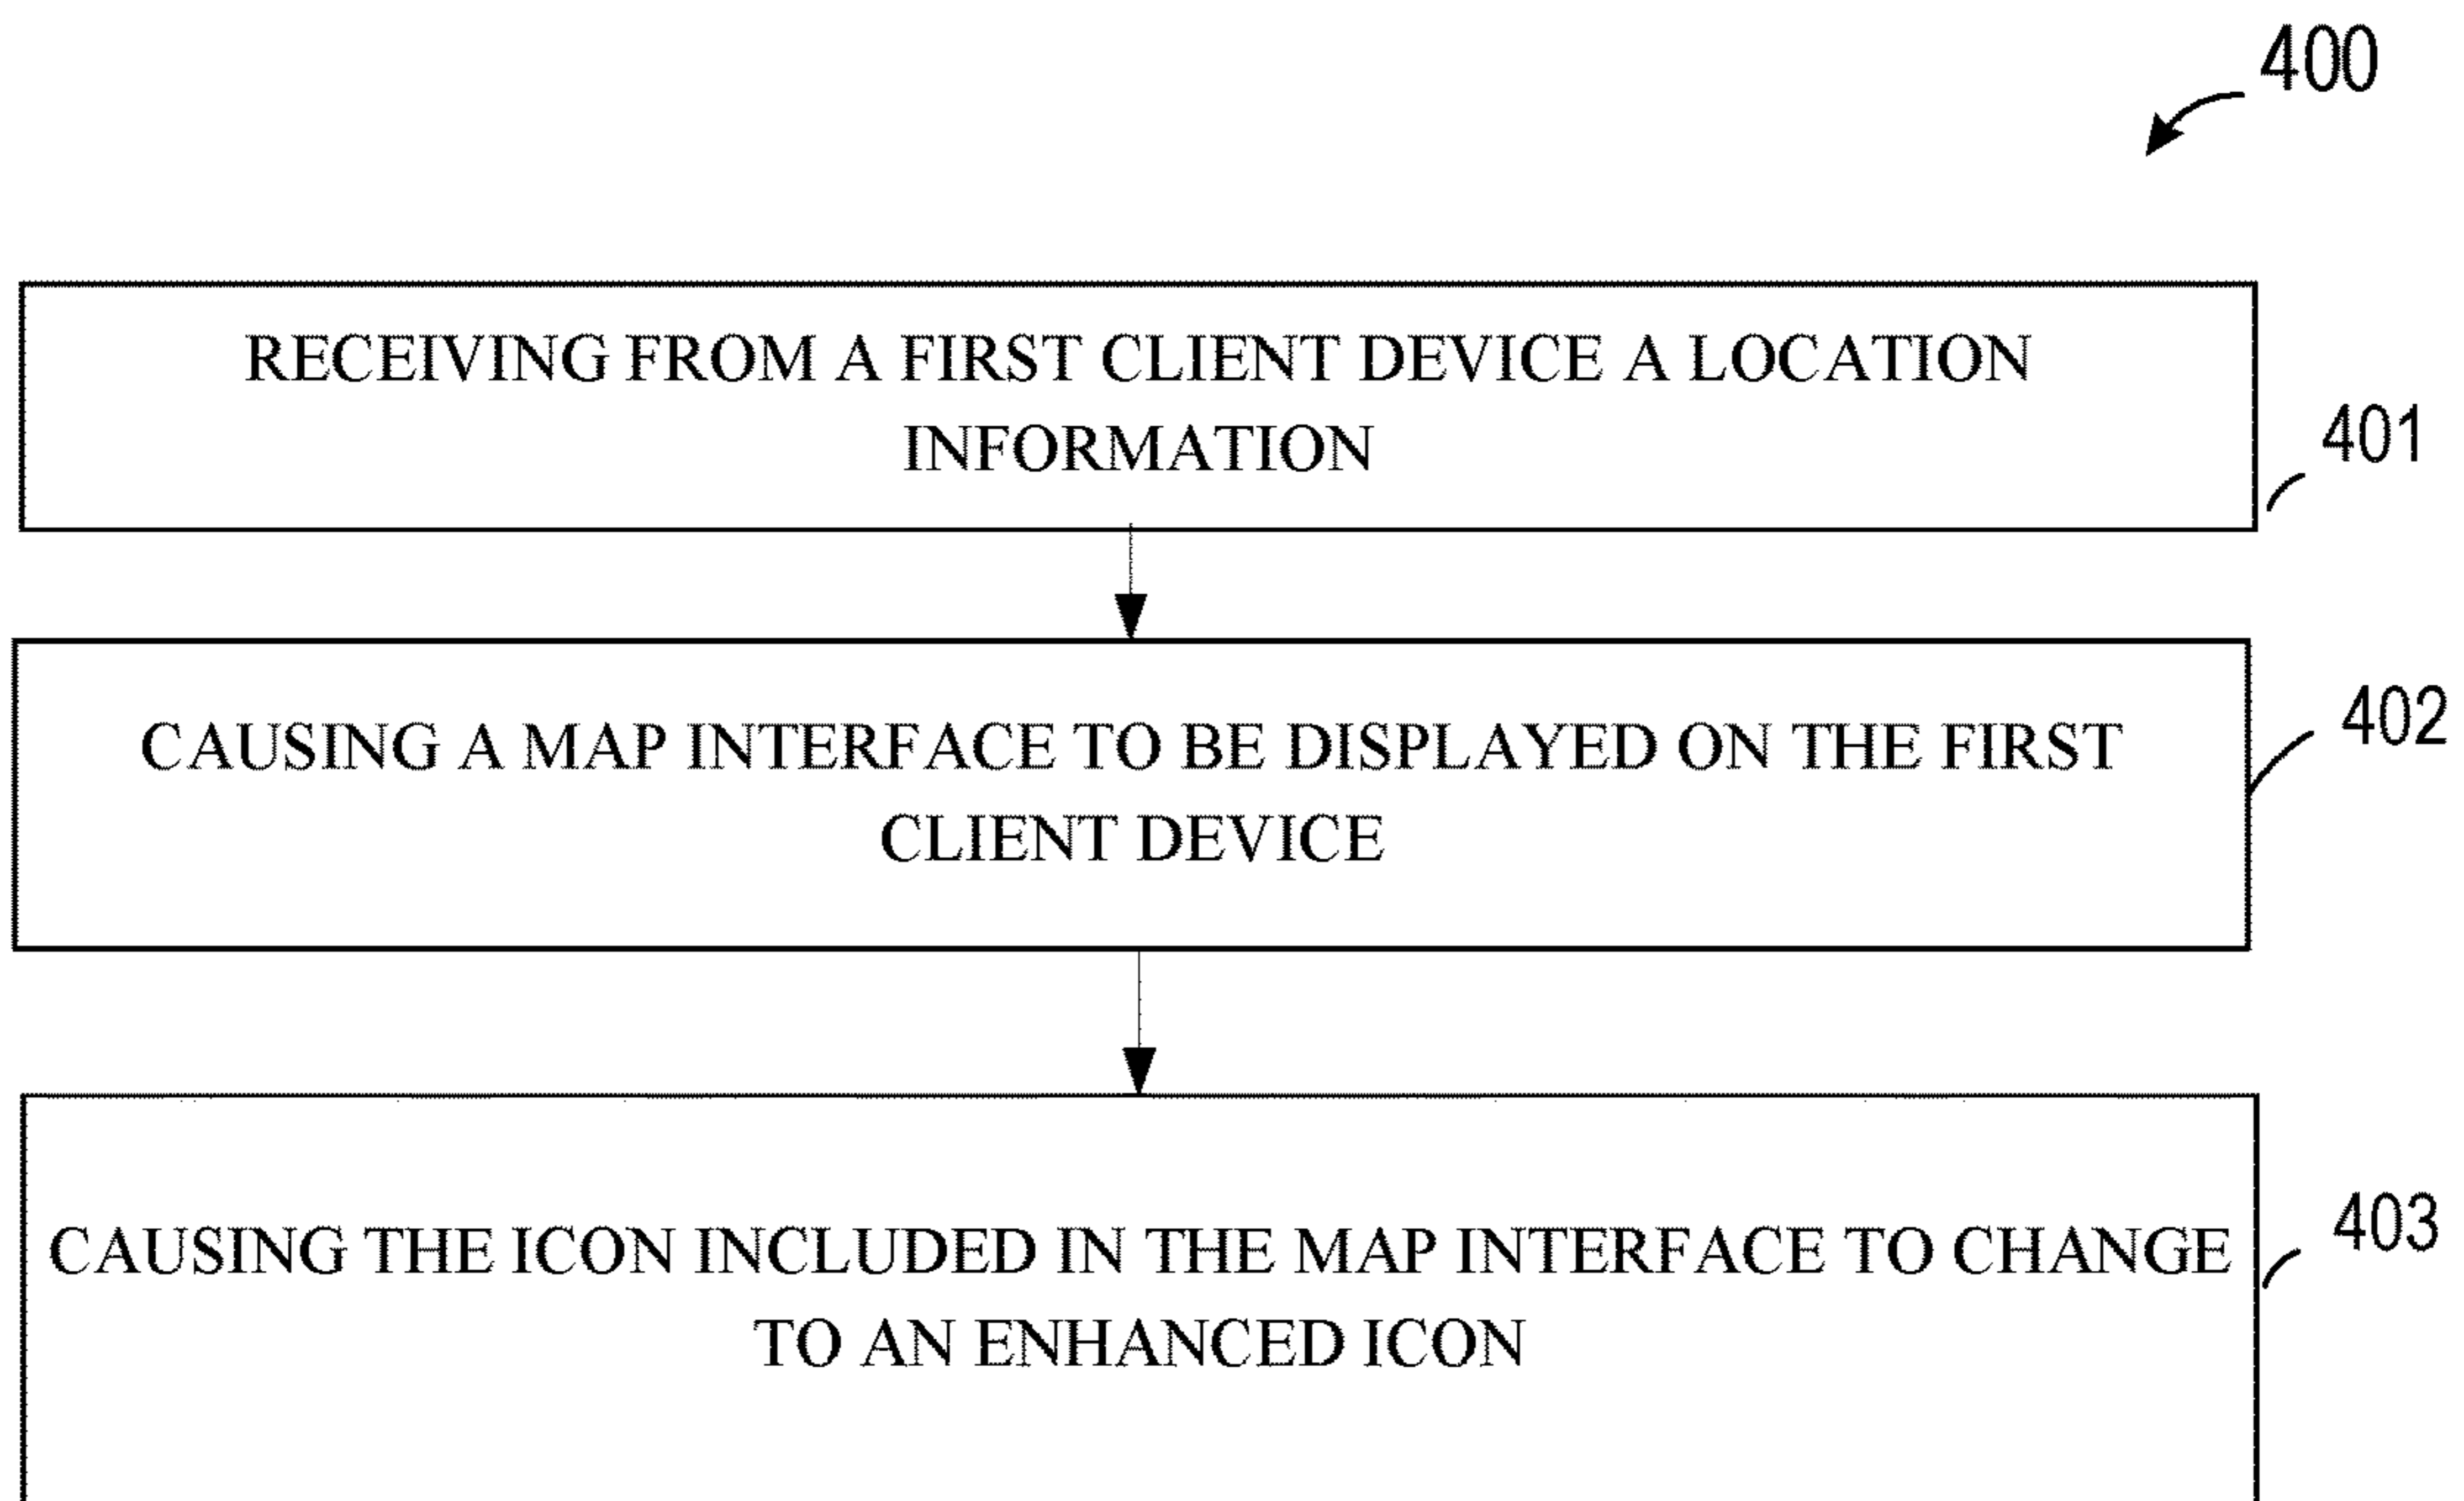 400
RECEIVING FROM A FIRST CLIENT DEVICE A LOCATION
INFORMATION
401
CAUSING A MAP INTERFACE TO BE DISPLAYED ON THE FIRST
CLIENT DEVICE
402
CAUSING THE ICON INCLUDED IN THE MAP INTERFACE TO CHANGE
TO AN ENHANCED ICON
403